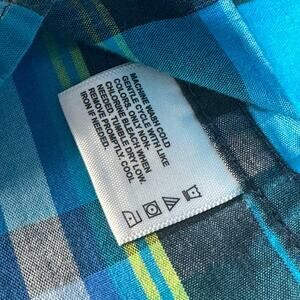 MACHINE WASH COLD
GENTLE CYCLE WITH LIKE
COLORS. ONLY NON-
CHLORINE BLEACH WHEN
NEEDED. TUMBLE DRY LOW.
REMOVE PROMPTLY. COOL
IRON IF NEEDED.